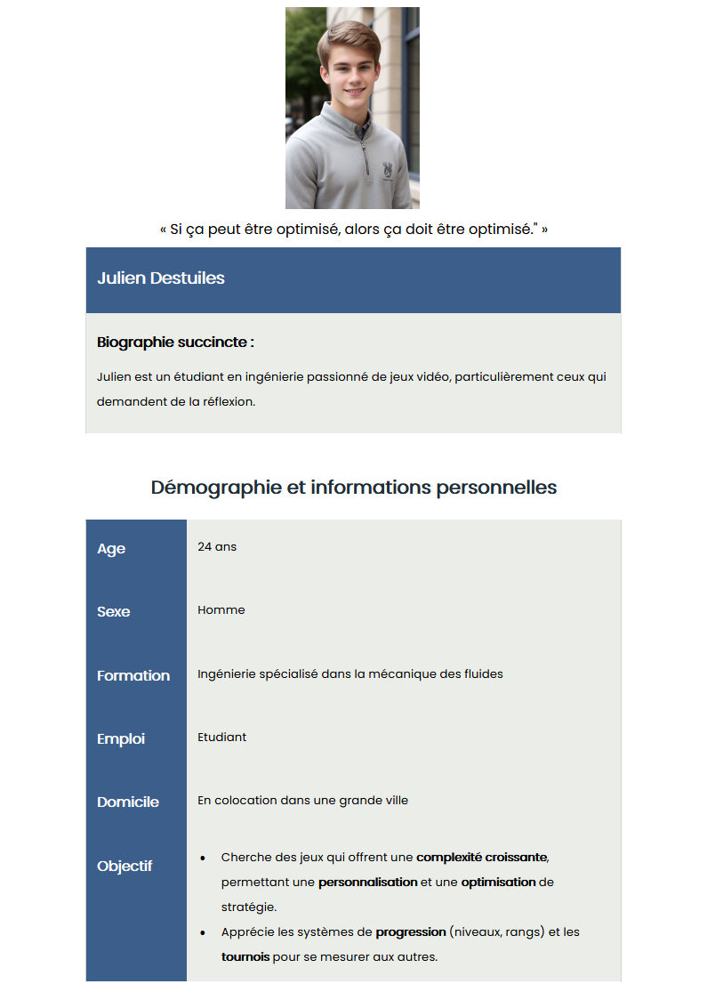 « Si ça peut être optimisé, alors ça doit être optimisé." »
Julien Destuiles
Biographie succincte :
Julien est un étudiant en ingénierie passionné de jeux vidéo, particulièrement ceux qui
demandent de la réflexion.
Démographie et informations personnelles
Age
24 ans
Sexe
Homme
Formation
Ingénierie spécialisé dans la mécanique des fluides
Emploi
Etudiant
Domicile
En colocation dans une grande ville
Objectif
• Cherche des jeux qui offrent une complexité croissante,
permettant une personnalisation et une optimisation de
stratégie.
• Apprécie les systèmes de progression (niveaux, rangs) et les
tournois pour se mesurer aux autres.